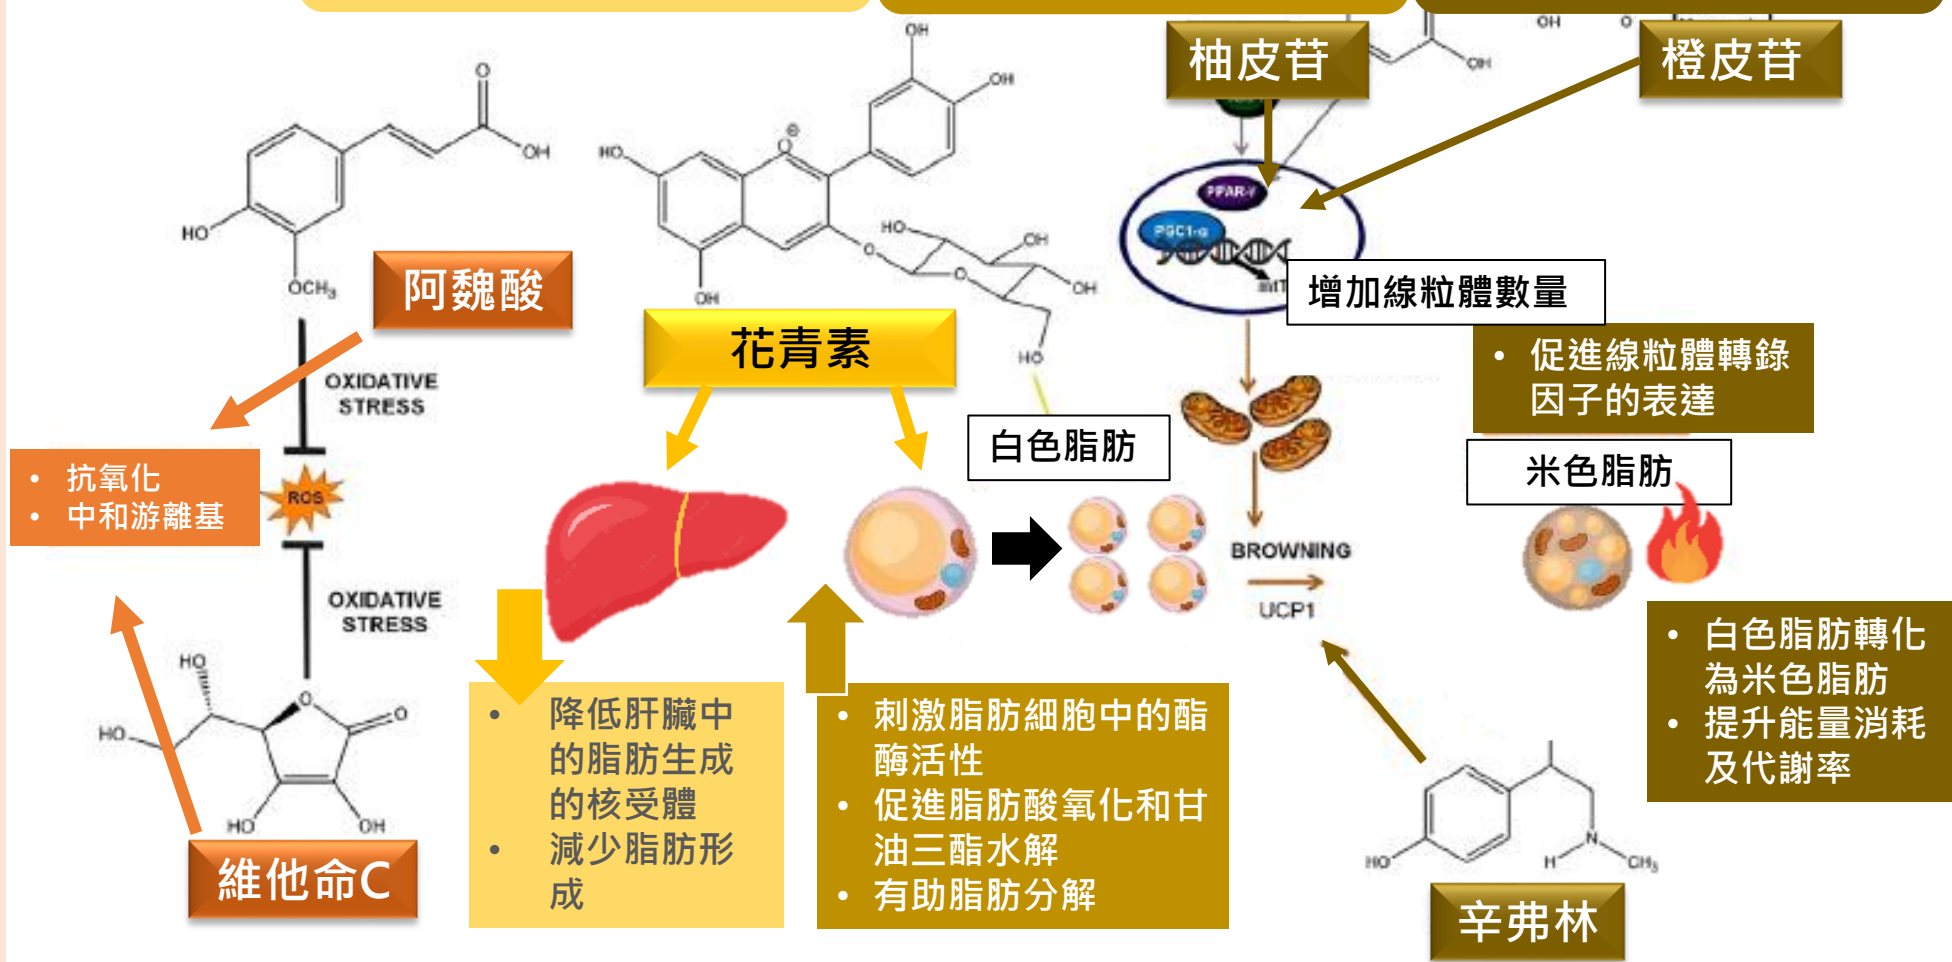 OH
柚皮苷
OH
O
橙皮苷
OH
O
OH
OH
HO
O
⊕
OH
HO
OCH₃
阿魏酸
PPAR-γ
PGC1-α
HO
OH
O
O
OH
OH
HO
增加線粒體數量
花青素
• 促進線粒體轉錄
因子的表達
OXIDATIVE
STRESS
白色脂肪
米色脂肪
• 抗氧化
• 中和游離基
ROS
BROWNING
UCP1
OXIDATIVE
STRESS
HO
O
O
HO
HO
OH
維他命C
• 降低肝臟中
的脂肪生成
的核受體
• 減少脂肪形
成
• 刺激脂肪細胞中的酯
酶活性
• 促進脂肪酸氧化和甘
油三酯水解
• 有助脂肪分解
• 白色脂肪轉化
為米色脂肪
• 提升能量消耗
及代謝率
HO
H
N
CH₃
辛弗林